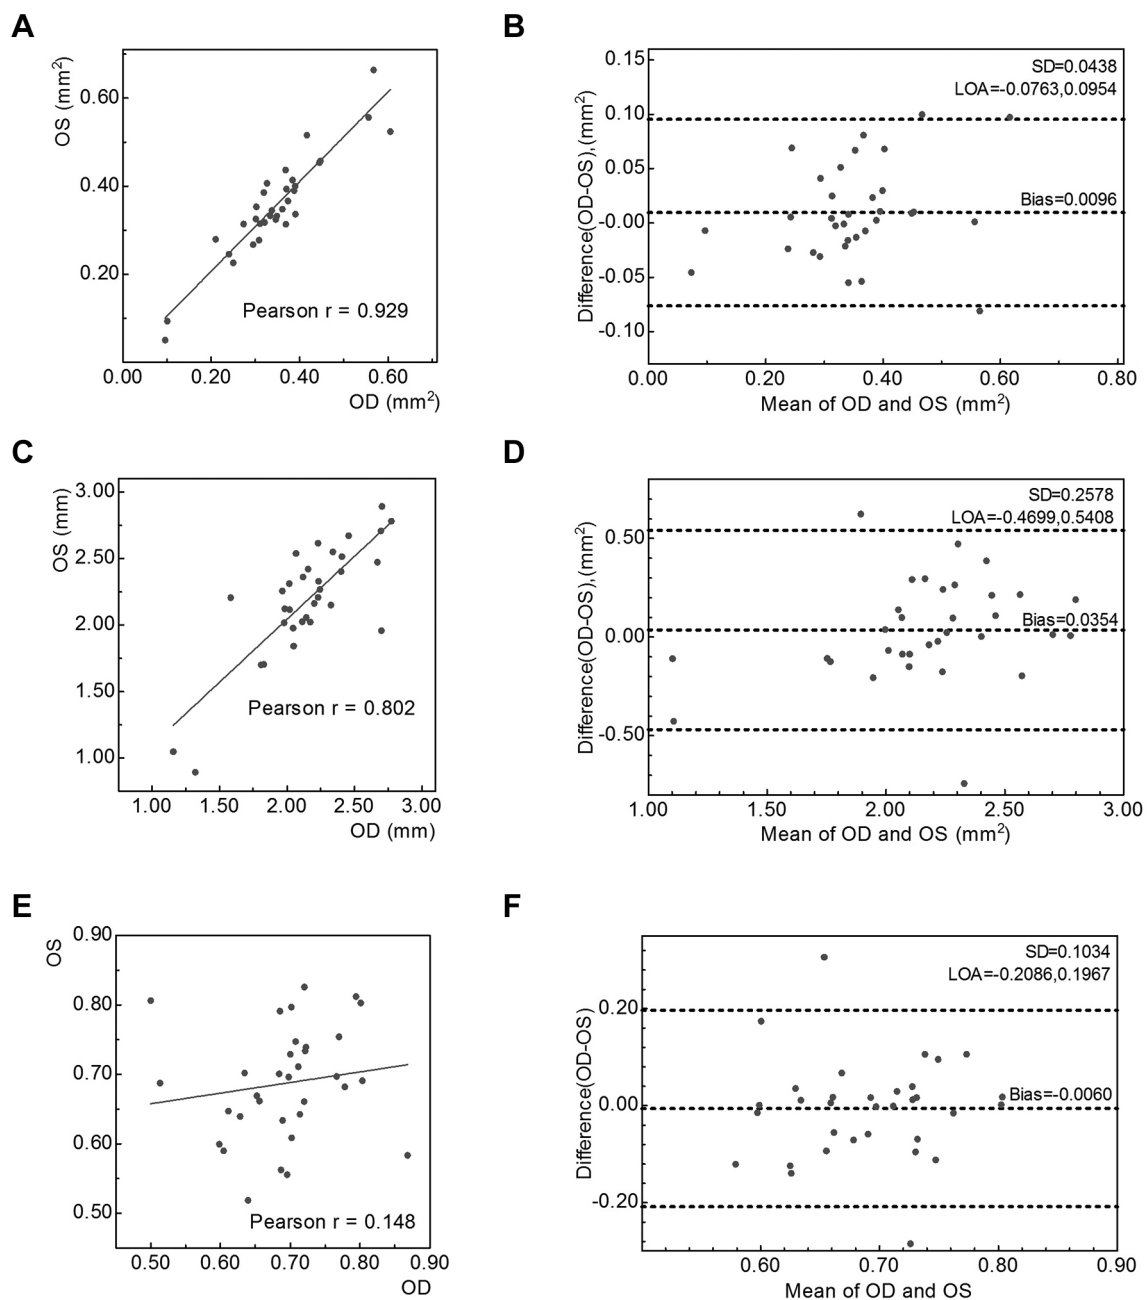 A
OS (mm²)
0.60
0.40
0.20
Pearson r = 0.929
0.00 0.20 0.40 0.60
OD (mm²)
B
Difference(OD-OS),(mm²)
0.15
0.10
0.05
-0.00
-0.05
-0.10
SD=0.0438
LOA=-0.0763,0.0954
Bias=0.0096
0.00 0.20 0.40 0.60 0.80
Mean of OD and OS (mm²)
C
OS (mm)
3.00
2.50
2.00
1.50
1.00
Pearson r = 0.802
1.00 1.50 2.00 2.50 3.00
OD (mm)
D
Difference(OD-OS),(mm²)
0.50
0.00
-0.50
SD=0.2578
LOA=-0.4699,0.5408
Bias=0.0354
1.00 1.50 2.00 2.50 3.00
Mean of OD and OS (mm²)
E
OS
0.90
0.80
0.70
0.60
0.50
Pearson r = 0.148
0.50 0.60 0.70 0.80 0.90
OD
F
Difference(OD-OS)
0.20
0.00
-0.20
SD=0.1034
LOA=-0.2086,0.1967
Bias=-0.0060
0.60 0.70 0.80 0.90
Mean of OD and OS